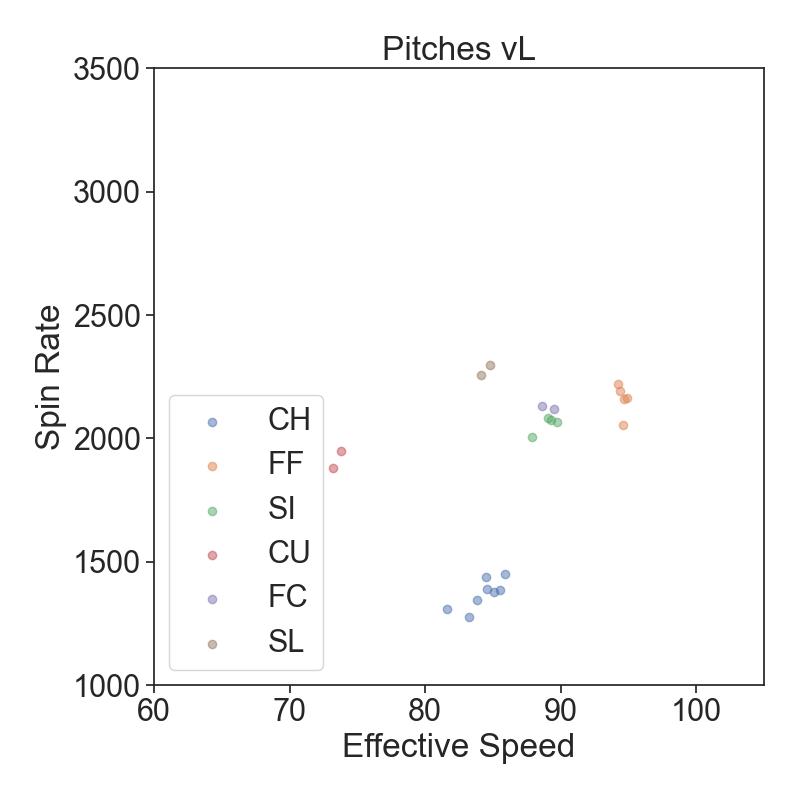 Pitches vL
3500
3000
2500
2000
1500
1000
Spin Rate
CH
FF
SI
CU
FC
SL
60 70 80 90 100
Effective Speed